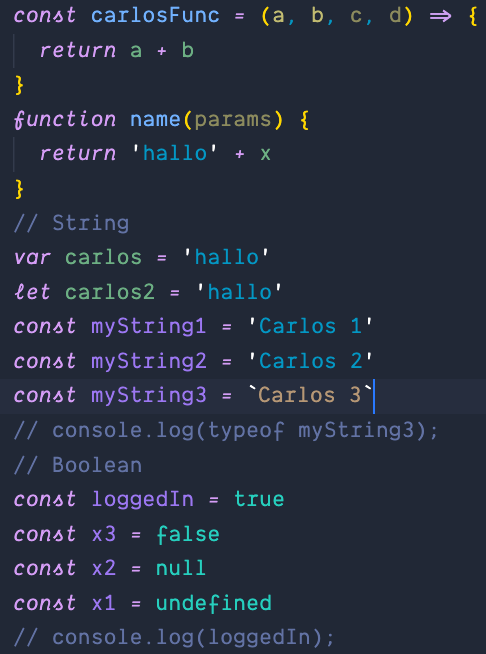 const carlosFunc = (a, b, c, d) => {
  return a + b
}
function name(params) {
  return 'hallo' + x
}
// String
var carlos = 'hallo'
let carlos2 = 'hallo'
const myString1 = 'Carlos 1'
const myString2 = 'Carlos 2'
const myString3 = `Carlos 3`
// console.log(typeof myString3);
// Boolean
const loggedIn = true
const x3 = false
const x2 = null
const x1 = undefined
// console.log(loggedIn);